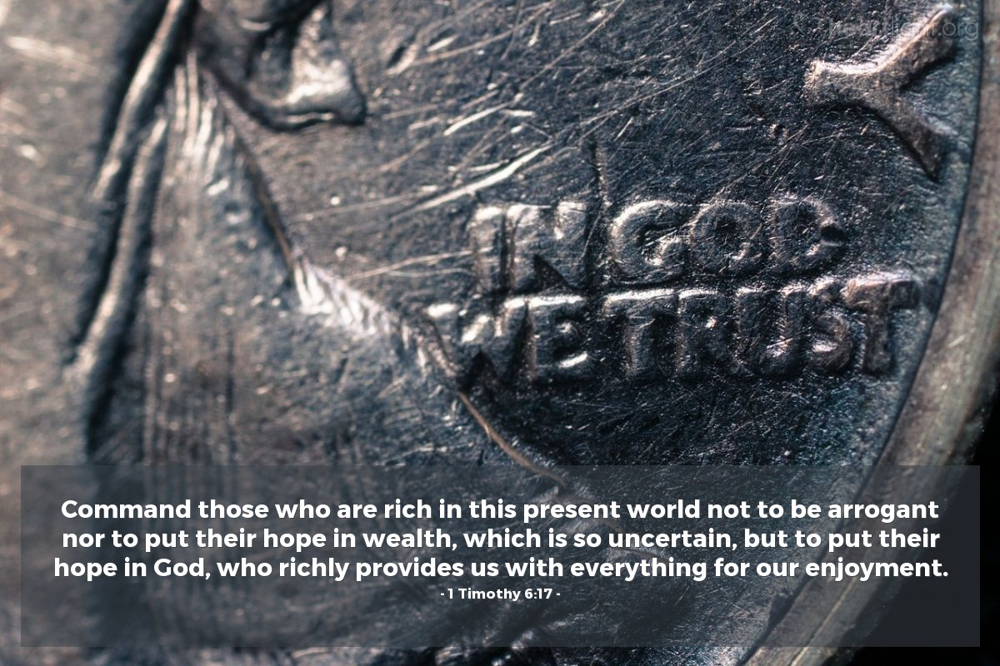 heartlight.org
Y
IN GOD
WE TRUST
Command those who are rich in this present world not to be arrogant
nor to put their hope in wealth, which is so uncertain, but to put their
hope in God, who richly provides us with everything for our enjoyment.
- 1 Timothy 6:17 -